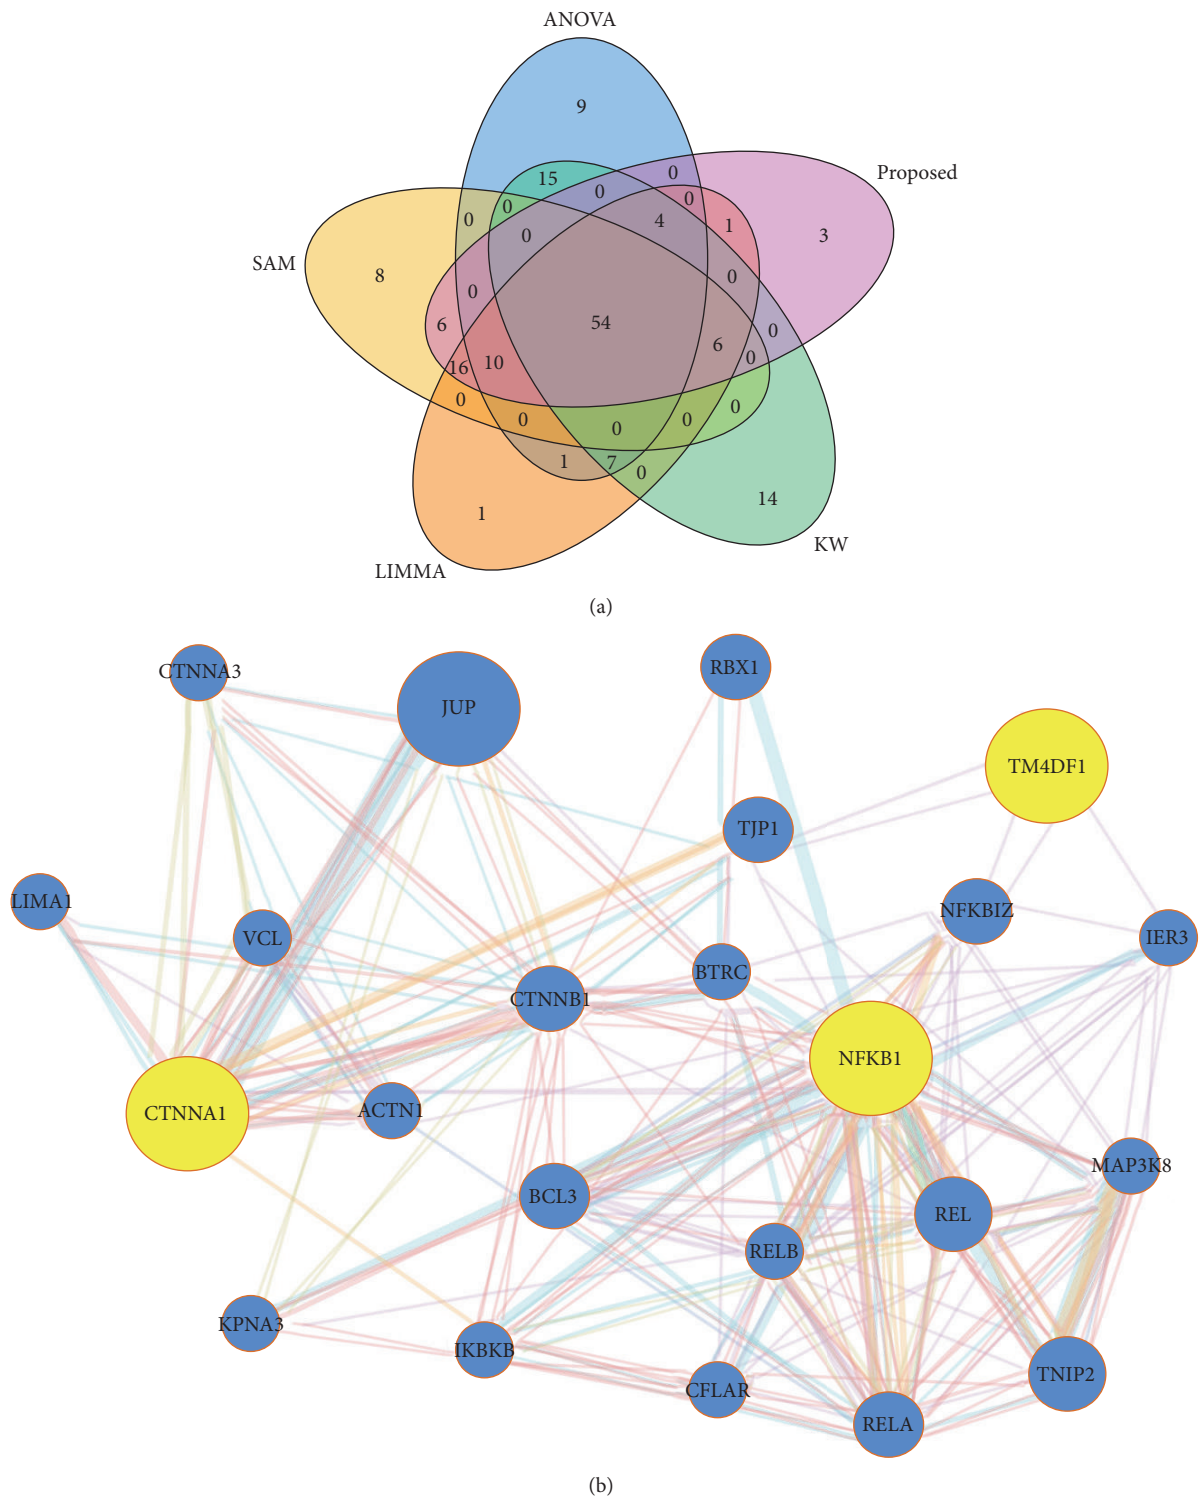 ANOVA
9
Proposed
15
0
0
0
0
0
0
4
1
3
0
SAM
8
0
0
6
54
0
6
0
16
10
0
0
0
0
0
0
1
7
0
1
14
KW
LIMMA
(a)
CTNNA3
RBX1
JUP
TM4DF1
TJP1
LIMA1
NFKBIZ
VCL
IER3
BTRC
CTNNB1
NFKB1
CTNNA1
ACTN1
MAP3K8
BCL3
REL
RELB
KPNA3
IKBKB
TNIP2
CFLAR
RELA
(b)